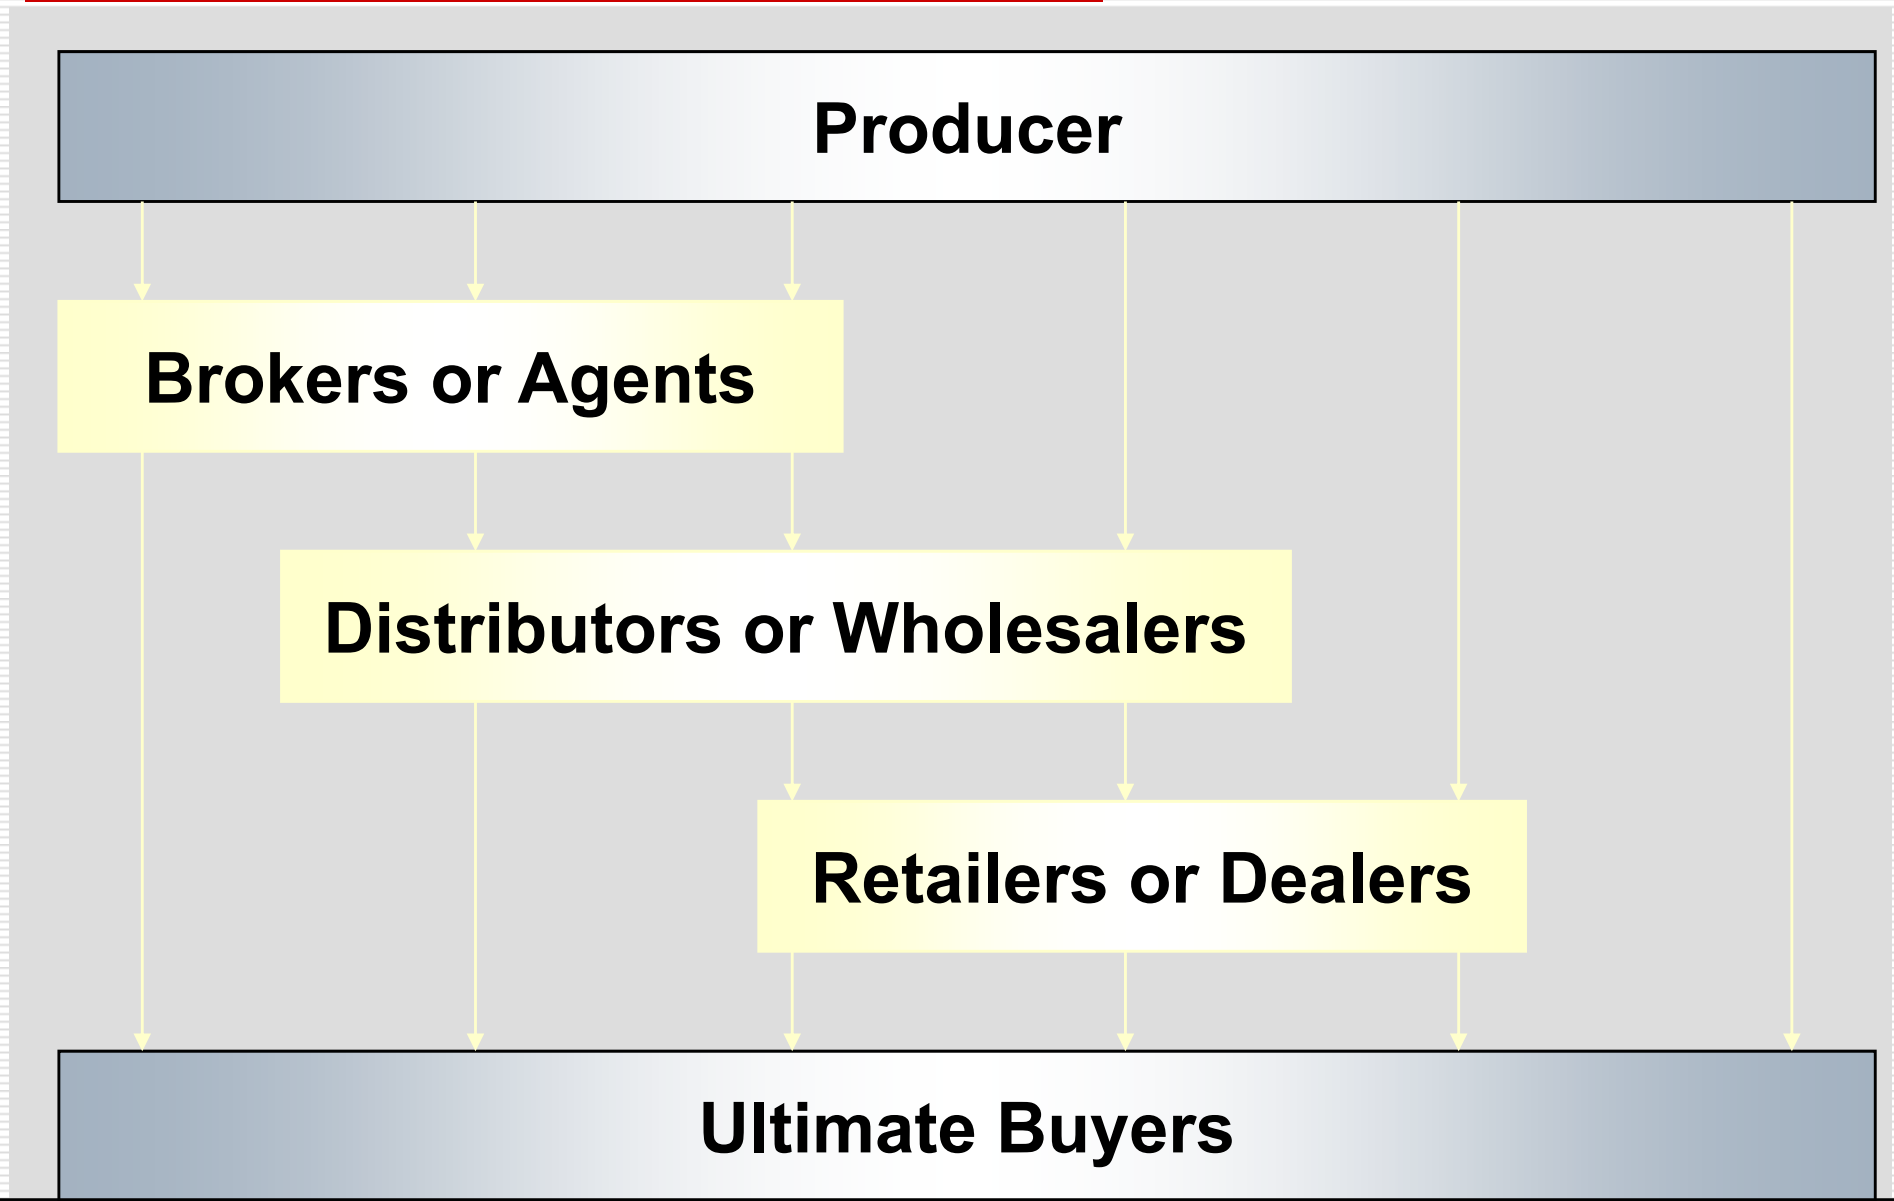 Producer
Brokers or Agents
Distributors or Wholesalers
Retailers or Dealers
Ultimate Buyers